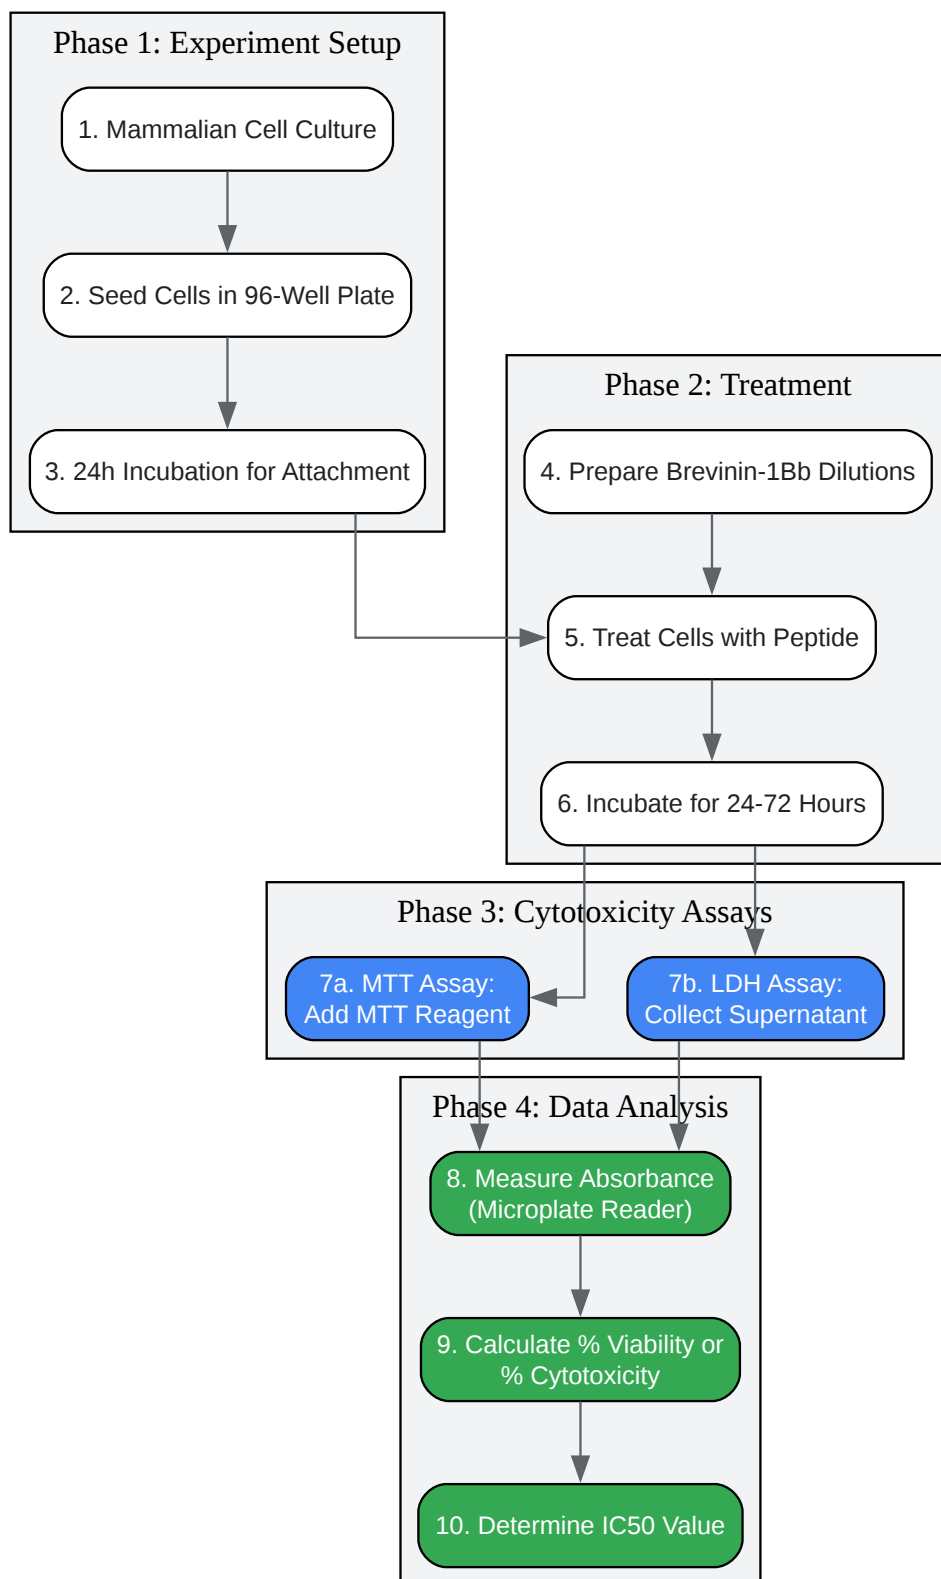 Phase 1: Experiment Setup
1. Mammalian Cell Culture
2. Seed Cells in 96-Well Plate
3. 24h Incubation for Attachment
Phase 2: Treatment
4. Prepare Brevinin-1Bb Dilutions
5. Treat Cells with Peptide
6. Incubate for 24-72 Hours
Phase 3: Cytotoxicity Assays
7a. MTT Assay:
Add MTT Reagent
7b. LDH Assay:
Collect Supernatant
Phase 4: Data Analysis
8. Measure Absorbance
(Microplate Reader)
9. Calculate % Viability or
% Cytotoxicity
10. Determine IC50 Value